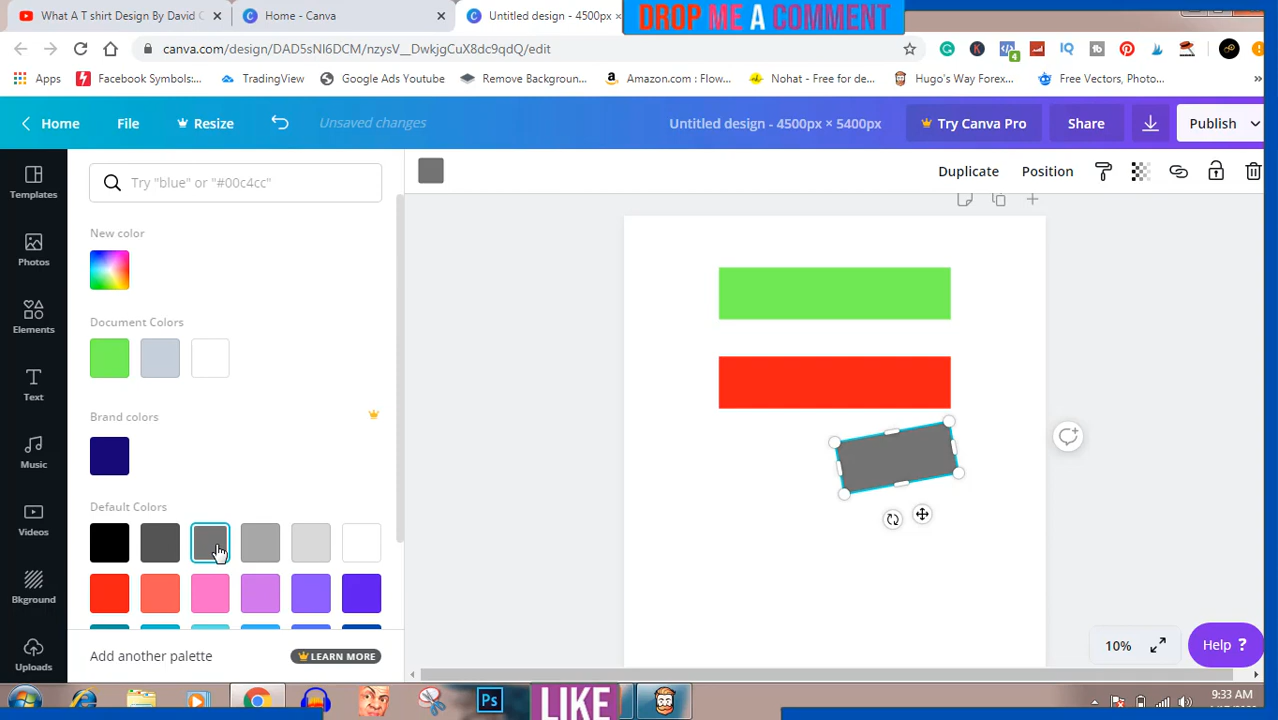 DROP ME A COMMENT
What A T shirt Design By David C
Home - Canva
Untitled design - 4500px
canva.com/design/DAD5sNI6DCM/nzysV__DwkjgCuX8dc9qdQ/edit
Apps
Facebook Symbols:...
TradingView
Google Ads Youtube
Remove Backgroun...
Amazon.com : Flow...
Nohat - Free for de...
Hugo's Way Forex...
Free Vectors, Photo...
Home
File
Resize
Unsaved changes
Untitled design - 4500px × 5400px
Try Canva Pro
Share
Publish
Templates
Photos
Elements
Text
Music
Videos
Bkground
Uploads
Try "blue" or "#00c4cc"
New color
Document Colors
Brand colors
Default Colors
Add another palette
LEARN MORE
Duplicate
Position
10%
Help ?
Ps
LIKE
9:33 AM